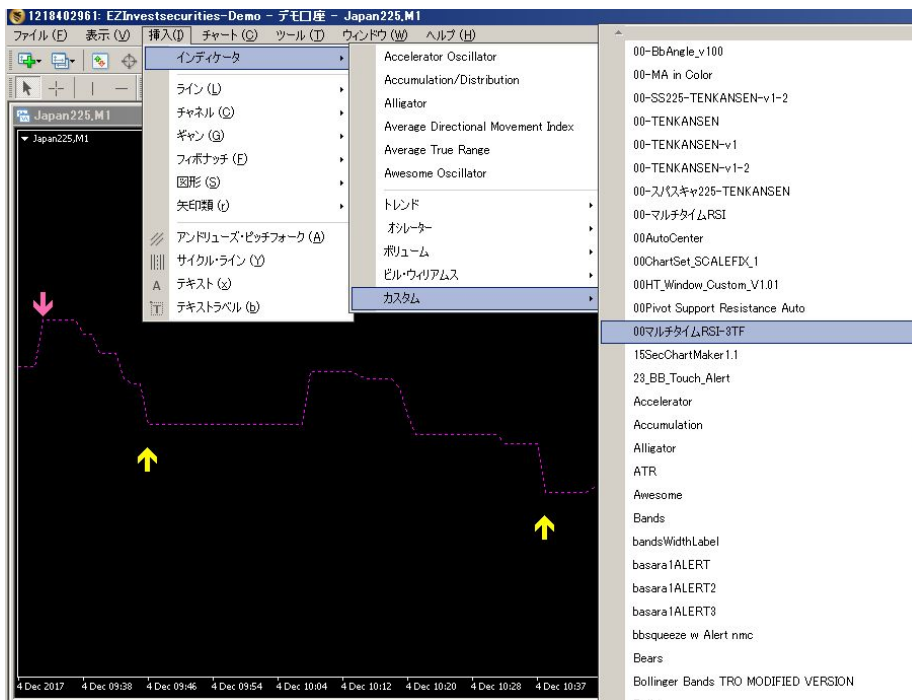 1218402961: EZInvestsecurities-Demo - デモ口座 - Japan225,M1
ファイル (F) 表示 (V) 挿入(I) チャート (C) ツール (T) ウィンドウ (W) ヘルプ (H)
インディケータ
ライン (L)
チャネル (C)
ギャン (G)
フィボナッチ (F)
図形 (S)
矢印類 (r)
アンドリューズ・ピッチフォーク (A)
サイクル・ライン (Y)
テキスト (x)
テキストラベル (b)
Accelerator Oscillator
Accumulation/Distribution
Alligator
Average Directional Movement Index
Average True Range
Awesome Oscillator
トレンド
オシレーター
ボリューム
ビル・ウィリアムス
カスタム
00-BbAngle_v100
00-MA in Color
00-SS225-TENKANSEN-v1-2
00-TENKANSEN
00-TENKANSEN-v1
00-TENKANSEN-v1-2
00-スパスキャ225-TENKANSEN
00-マルチタイムRSI
00AutoCenter
00ChartSet_SCALEFIX_1
00HT_Window_Custom_V1.01
00Pivot Support Resistance Auto
00マルチタイムRSI-3TF
15SecChartMaker1.1
23_BB_Touch_Alert
Accelerator
Accumulation
Alligator
ATR
Awesome
Bands
bandsWidthLabel
basara1ALERT
basara1ALERT2
basara1ALERT3
bbsqueeze w Alert nmc
Bears
Bollinger Bands TRO MODIFIED VERSION
Japan225,M1
Japan225,M1
4 Dec 2017 4 Dec 09:38 4 Dec 09:46 4 Dec 09:54 4 Dec 10:04 4 Dec 10:12 4 Dec 10:20 4 Dec 10:28 4 Dec 10:37